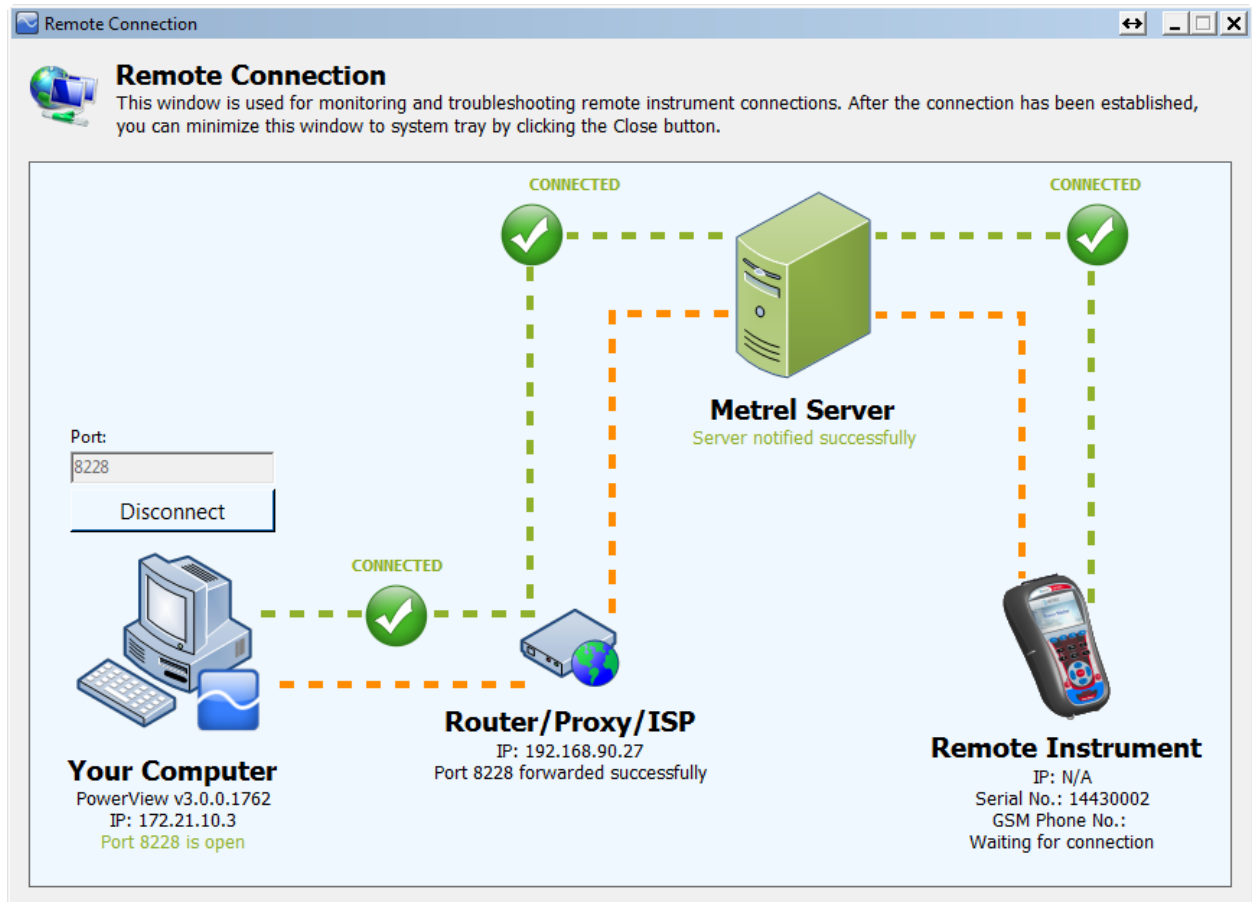 Remote Connection
Remote Connection
This window is used for monitoring and troubleshooting remote instrument connections. After the connection has been established,
you can minimize this window to system tray by clicking the Close button.
CONNECTED
CONNECTED
Metrel Server
Server notified successfully
Port:
8228
Disconnect
CONNECTED
Router/Proxy/ISP
IP: 192.168.90.27
Port 8228 forwarded successfully
Your Computer
PowerView v3.0.0.1762
IP: 172.21.10.3
Port 8228 is open
Remote Instrument
IP: N/A
Serial No.: 14430002
GSM Phone No.:
Waiting for connection